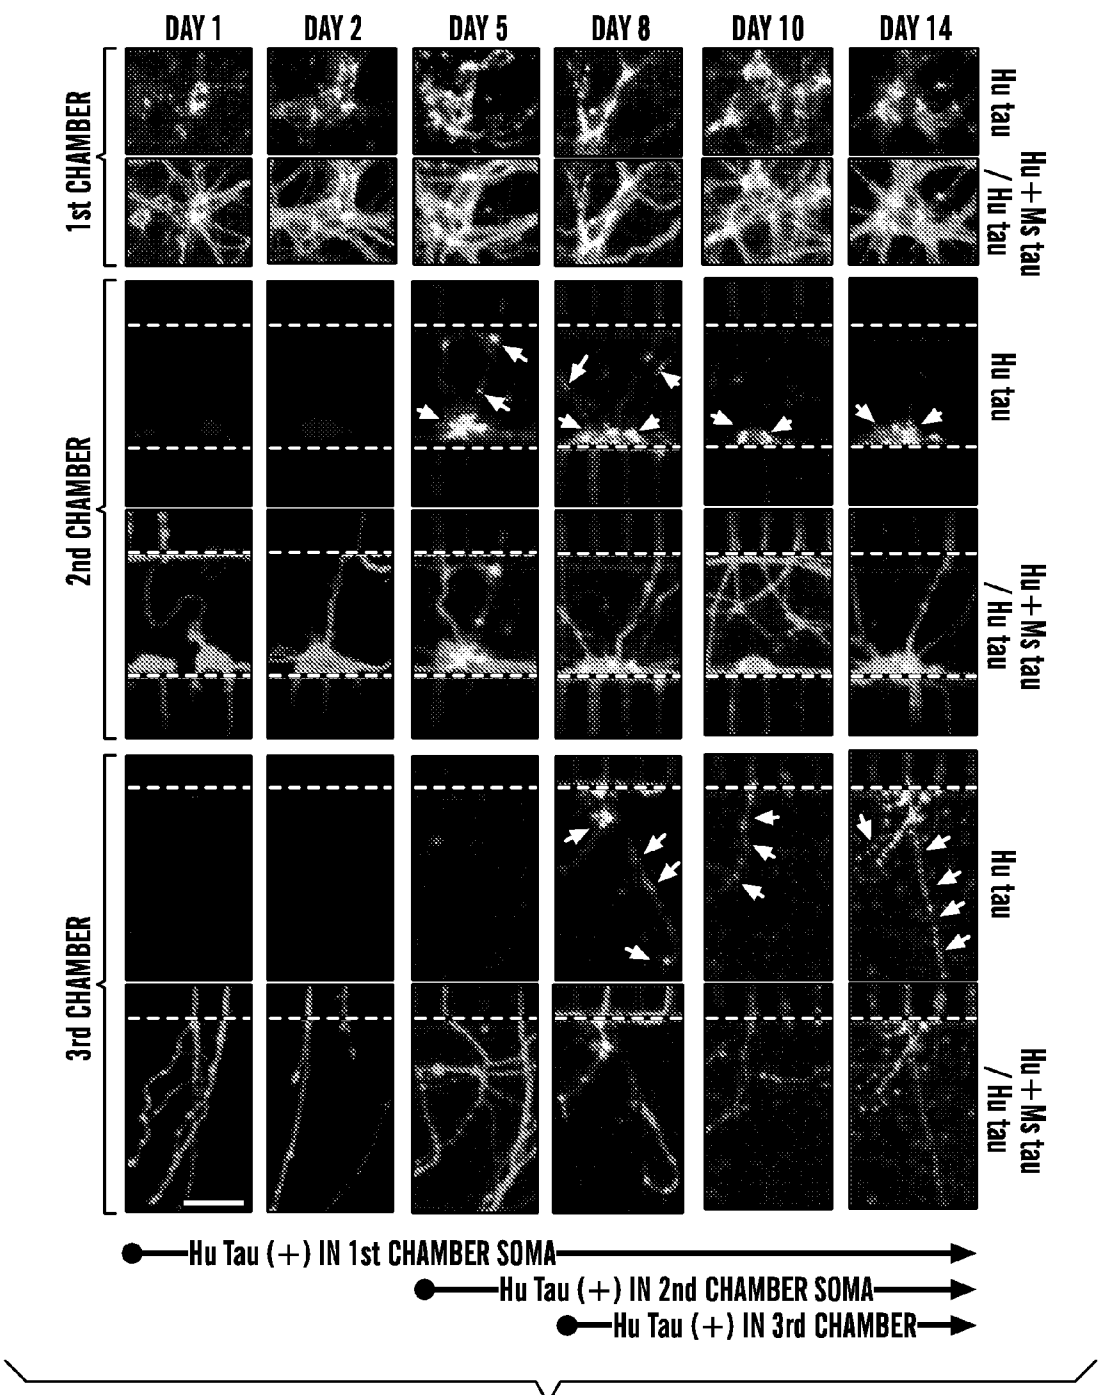 DAY 1 DAY 2 DAY 5 DAY 8 DAY 10 DAY 14
1st CHAMBER
Hu tau
Hu + Ms tau
/ Hu tau
2nd CHAMBER
Hu tau
Hu + Ms tau
/ Hu tau
3rd CHAMBER
Hu tau
Hu + Ms tau
/ Hu tau
Hu Tau (+) IN 1st CHAMBER SOMA
Hu Tau (+) IN 2nd CHAMBER SOMA
Hu Tau (+) IN 3rd CHAMBER